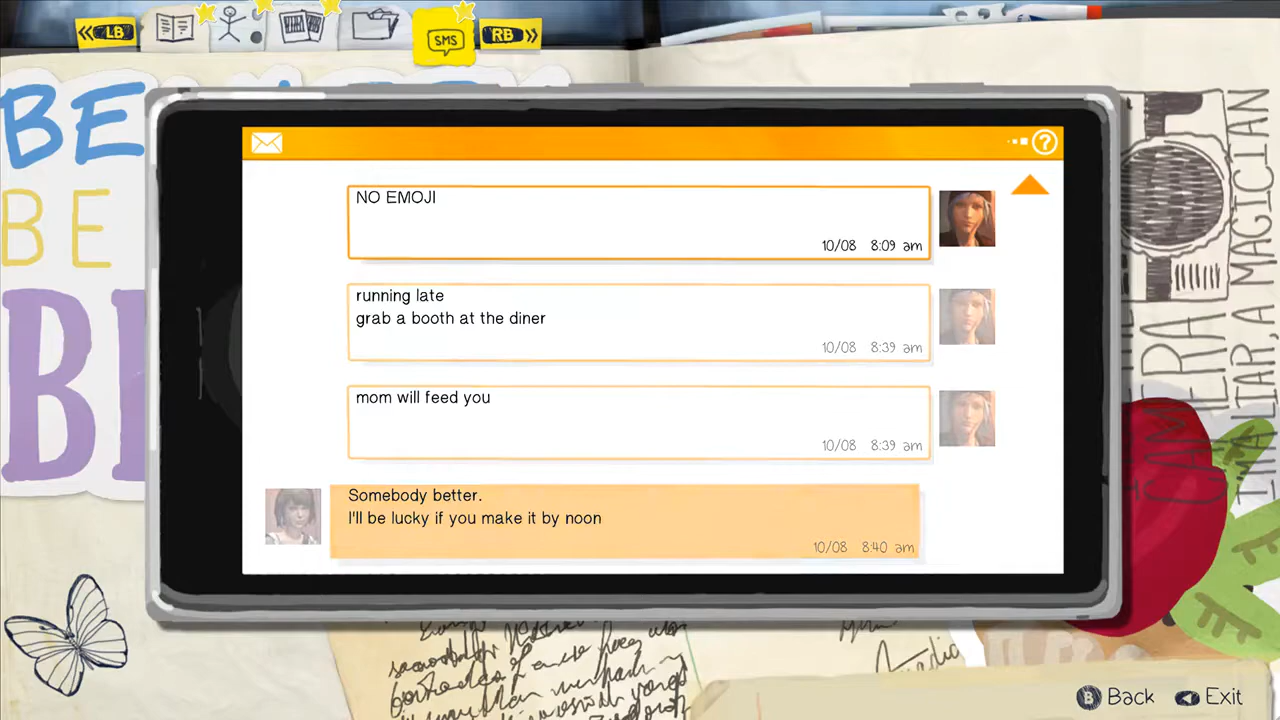 LB
SMS
RB
BE
BE
NO EMOJI
10/08 8:09 am
running late
grab a booth at the diner
10/08 8:39 am
mom will feed you
10/08 8:39 am
Somebody better.
I'll be lucky if you make it by noon
10/08 8:40 am
?
CAMERA
I'M A LIAR, A MAGICIAN
B Back
Exit